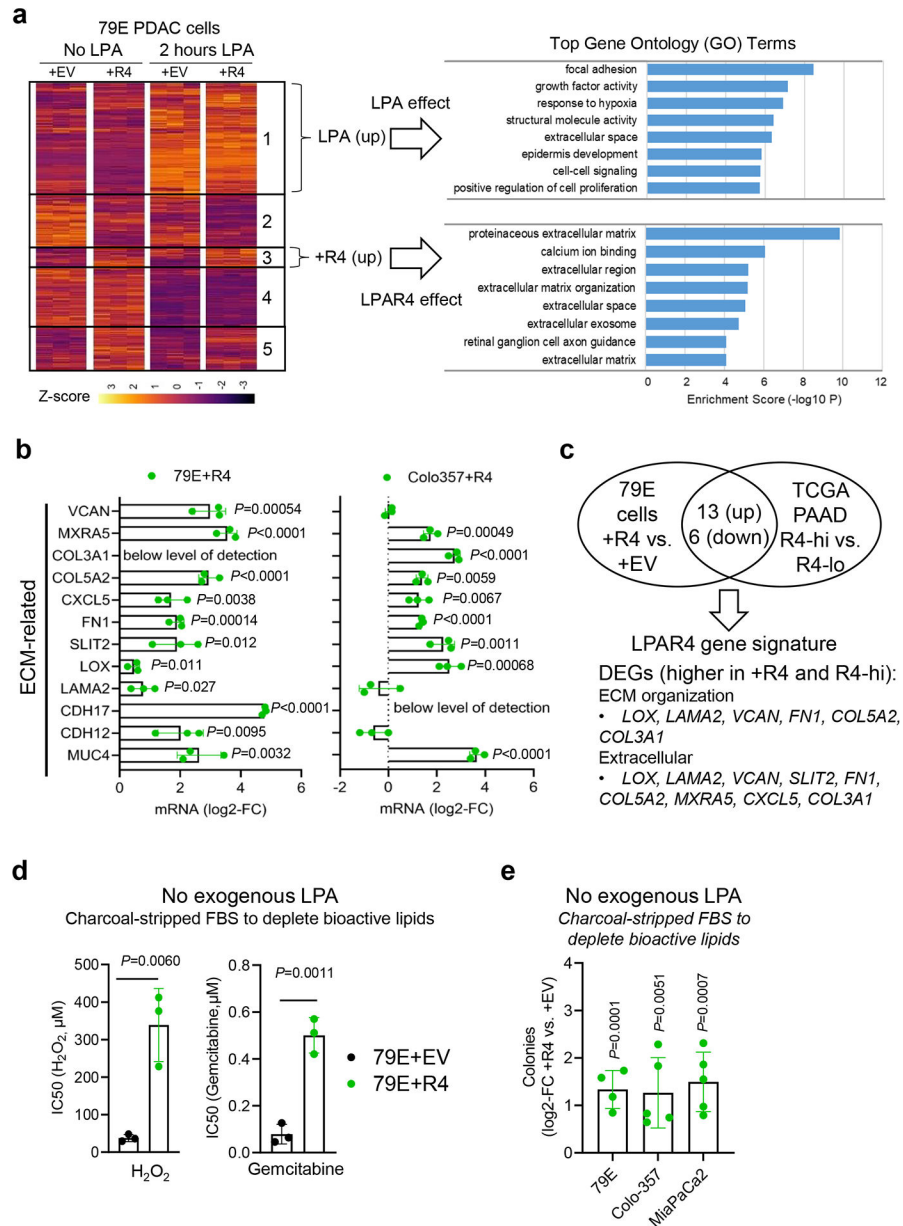 a
79E PDAC cells
No LPA
2 hours LPA
+EV
+R4
+EV
+R4
1
2
3
4
5
LPA (up)
+R4 (up)
LPA effect
LPAR4 effect
Z-score
3
2
1
0
-1
-2
-3
Top Gene Ontology (GO) Terms
focal adhesion
growth factor activity
response to hypoxia
structural molecule activity
extracellular space
epidermis development
cell-cell signaling
positive regulation of cell proliferation
proteinaceous extracellular matrix
calcium ion binding
extracellular region
extracellular matrix organization
extracellular space
extracellular exosome
retinal ganglion cell axon guidance
extracellular matrix
0 2 4 6 8 10 12
Enrichment Score (-log10 P)
b
79E+R4
Colo357+R4
ECM-related
VCAN
MXRA5
COL3A1
COL5A2
CXCL5
FN1
SLIT2
LOX
LAMA2
CDH17
CDH12
MUC4
P=0.00054
P<0.0001
below level of detection
P<0.0001
P=0.0038
P=0.00014
P=0.012
P=0.011
P=0.027
P<0.0001
P=0.0095
P=0.0032
0 2 4 6
mRNA (log2-FC)
P=0.00049
P<0.0001
P=0.0059
P=0.0067
P<0.0001
P=0.0011
P=0.00068
below level of detection
P<0.0001
-2 0 2 4 6
mRNA (log2-FC)
c
79E
cells
+R4 vs.
+EV
13 (up)
6 (down)
TCGA
PAAD
R4-hi vs.
R4-lo
LPAR4 gene signature
DEGs (higher in +R4 and R4-hi):
ECM organization
• LOX, LAMA2, VCAN, FN1, COL5A2,
COL3A1
Extracellular
• LOX, LAMA2, VCAN, SLIT2, FN1,
COL5A2, MXRA5, CXCL5, COL3A1
d
No exogenous LPA
Charcoal-stripped FBS to deplete bioactive lipids
IC50 (H2O2, µM)
500
400
300
200
100
0
P=0.0060
H2O2
IC50 (Gemcitabine,µM)
0.8
0.6
0.4
0.2
0.0
P=0.0011
Gemcitabine
79E+EV
79E+R4
e
No exogenous LPA
Charcoal-stripped FBS to
deplete bioactive lipids
Colonies
(log2-FC +R4 vs. +EV)
4
3
2
1
0
P=0.0001
P=0.0051
P=0.0007
79E
Colo-357
MiaPaCa2